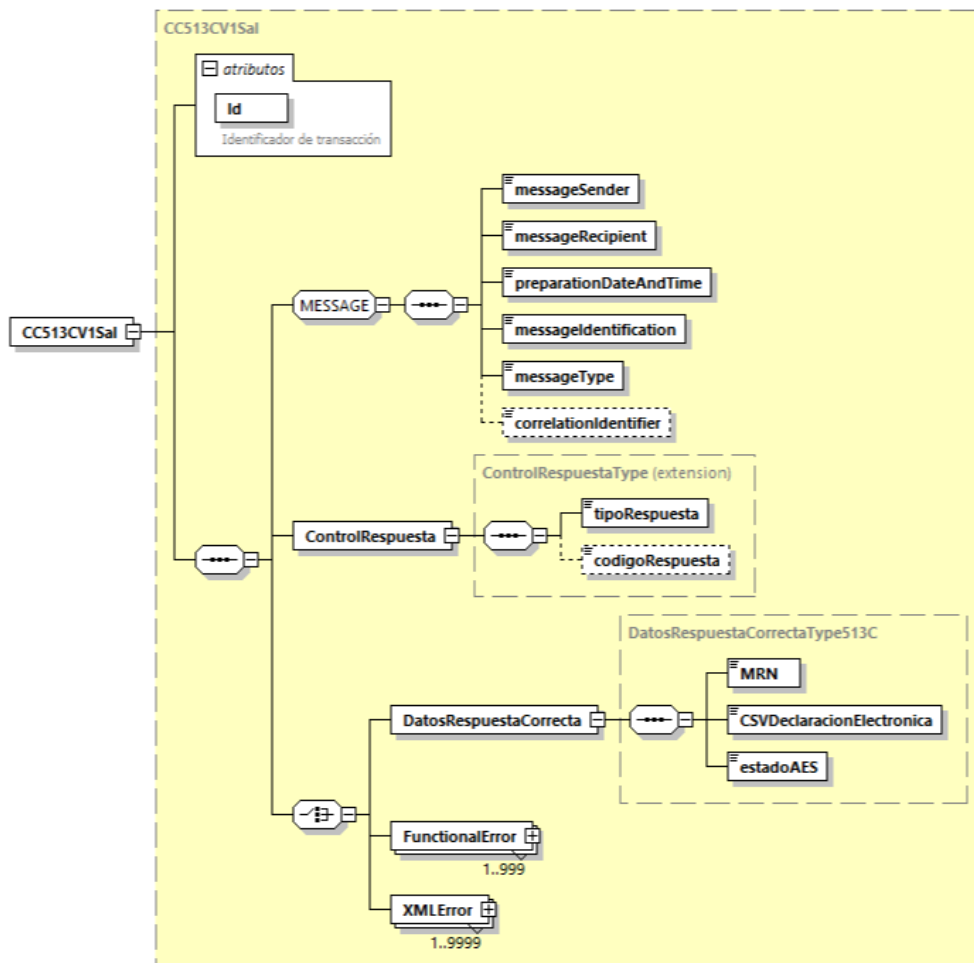 CC513CV1Sal
atributos
Id
Identificador de transacción
messageSender
messageRecipient
preparationDateAndTime
MESSAGE
messageIdentification
CC513CV1Sal
messageType
correlationIdentifier
ControlRespuestaType (extension)
tipoRespuesta
ControlRespuesta
codigoRespuesta
DatosRespuestaCorrectaType513C
MRN
DatosRespuestaCorrecta
CSVDeclaracionElectronica
estadoAES
FunctionalError
1..999
XMLError
1..9999